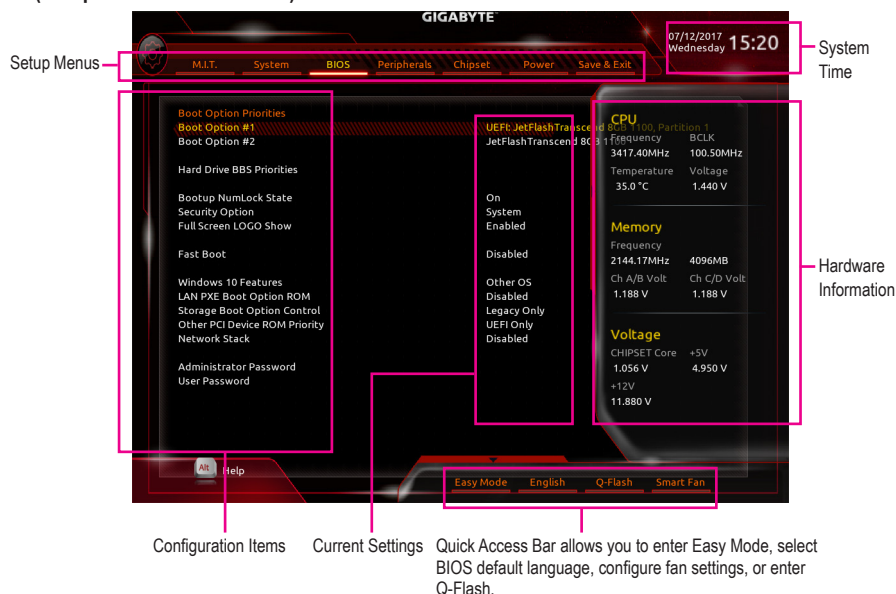 GIGABYTE
07/12/2017
Wednesday 15:20
System
Time
Setup Menus
M.I.T. System BIOS Peripherals Chipset Power Save & Exit
Boot Option Priorities
Boot Option #1 UEFI: JetFlashTranscend 8GB 1100, Partition 1
Boot Option #2 JetFlashTranscend 8GB 1100
Hard Drive BBS Priorities
Bootup NumLock State On
Security Option System
Full Screen LOGO Show Enabled
Fast Boot Disabled
Windows 10 Features Other OS
LAN PXE Boot Option ROM Disabled
Storage Boot Option Control Legacy Only
Other PCI Device ROM Priority UEFI Only
Network Stack Disabled
Administrator Password
User Password
CPU
Frequency BCLK
3417.40MHz 100.50MHz
Temperature Voltage
35.0 °C 1.440 V
Memory
Frequency
2144.17MHz 4096MB
Ch A/B Volt Ch C/D Volt
1.188 V 1.188 V
Voltage
CHIPSET Core +5V
1.056 V 4.950 V
+12V
11.880 V
Hardware
Information
Alt Help
Easy Mode English Q-Flash Smart Fan
Configuration Items
Current Settings
Quick Access Bar allows you to enter Easy Mode, select
BIOS default language, configure fan settings, or enter
Q-Flash.